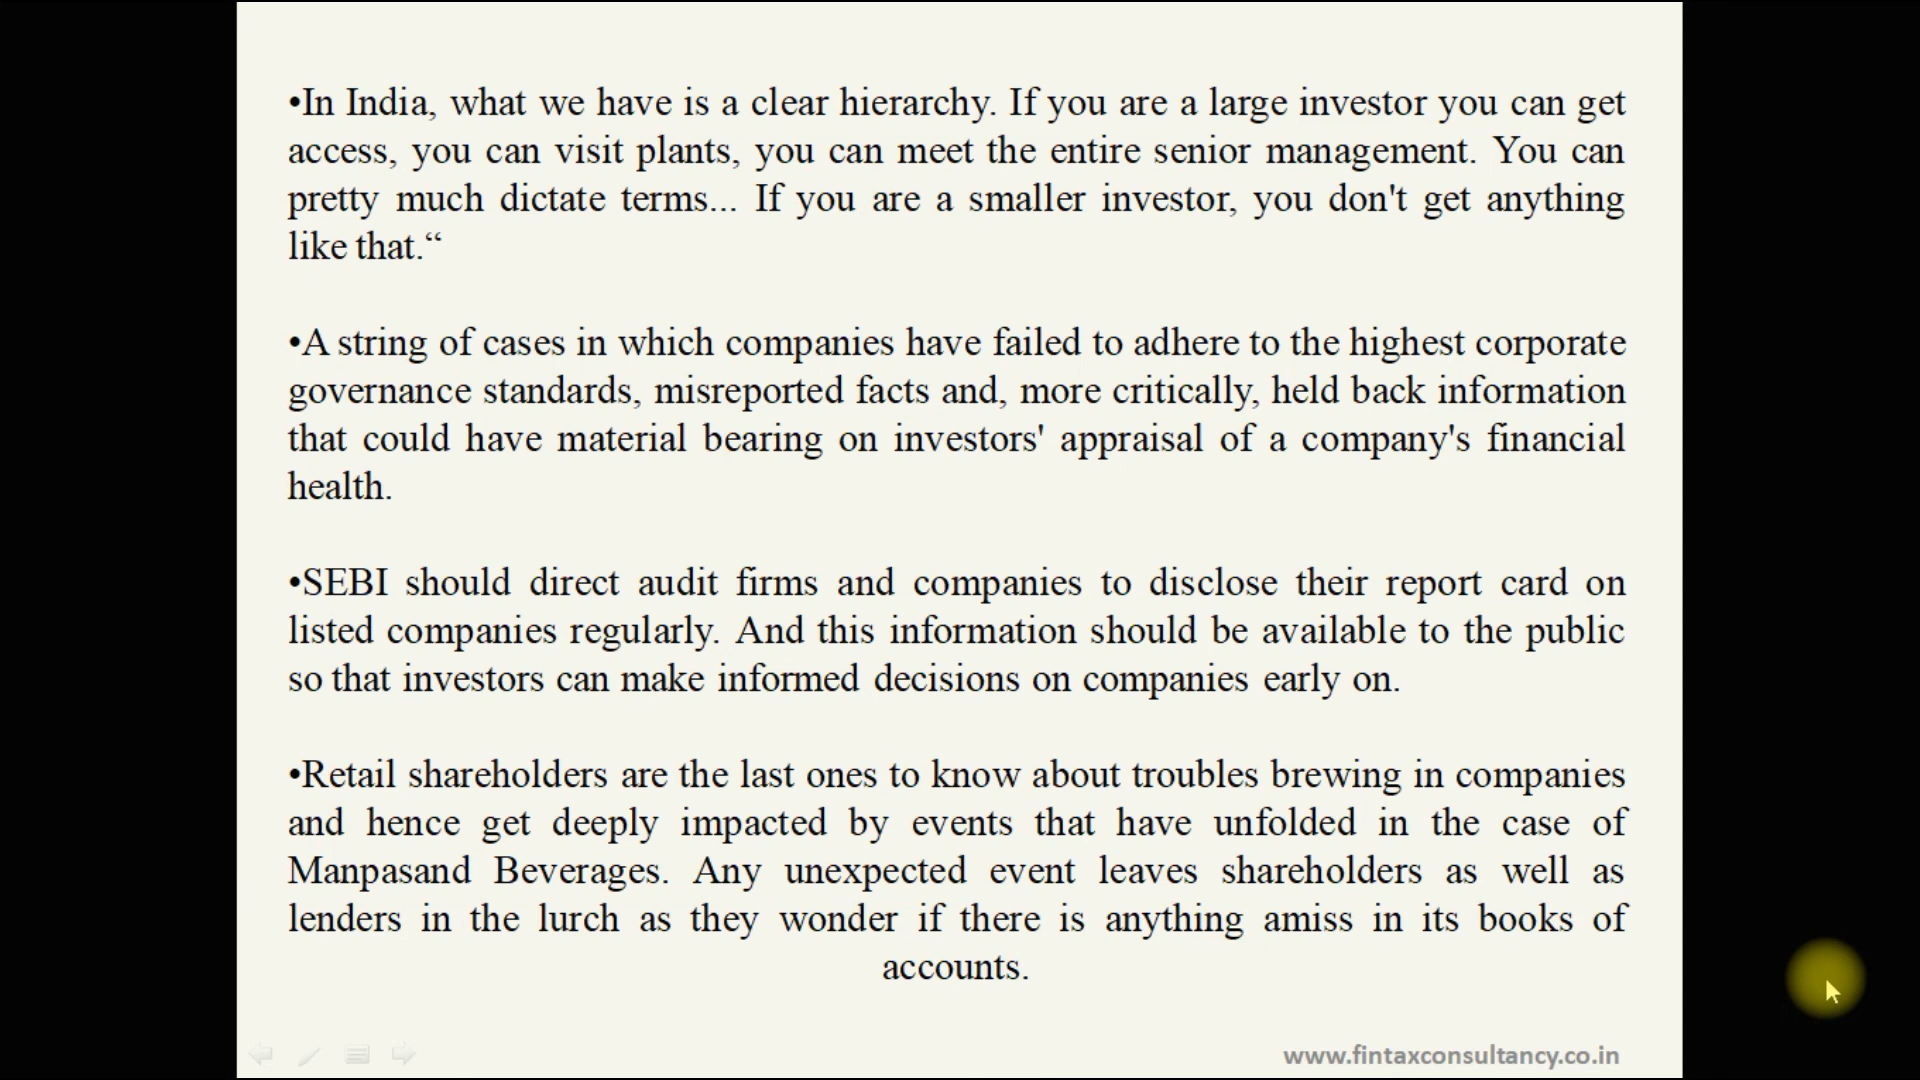 •In India, what we have is a clear hierarchy. If you are a large investor you can get
access, you can visit plants, you can meet the entire senior management. You can
pretty much dictate terms... If you are a smaller investor, you don't get anything
like that.“
•A string of cases in which companies have failed to adhere to the highest corporate
governance standards, misreported facts and, more critically, held back information
that could have material bearing on investors' appraisal of a company's financial
health.
•SEBI should direct audit firms and companies to disclose their report card on
listed companies regularly. And this information should be available to the public
so that investors can make informed decisions on companies early on.
•Retail shareholders are the last ones to know about troubles brewing in companies
and hence get deeply impacted by events that have unfolded in the case of
Manpasand Beverages. Any unexpected event leaves shareholders as well as
lenders in the lurch as they wonder if there is anything amiss in its books of
accounts.
www.fintaxconsultancy.co.in